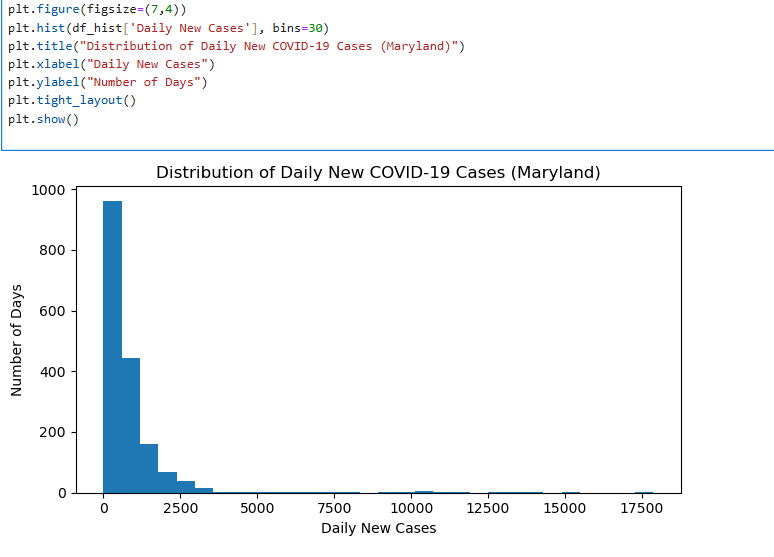 plt.figure(figsize=(7,4))
plt.hist(df_hist['Daily New Cases'], bins=30)
plt.title("Distribution of Daily New COVID-19 Cases (Maryland)")
plt.xlabel("Daily New Cases")
plt.ylabel("Number of Days")
plt.tight_layout()
plt.show()
Distribution of Daily New COVID-19 Cases (Maryland)
1000
800
600
400
200
0
Number of Days
0 2500 5000 7500 10000 12500 15000 17500
Daily New Cases